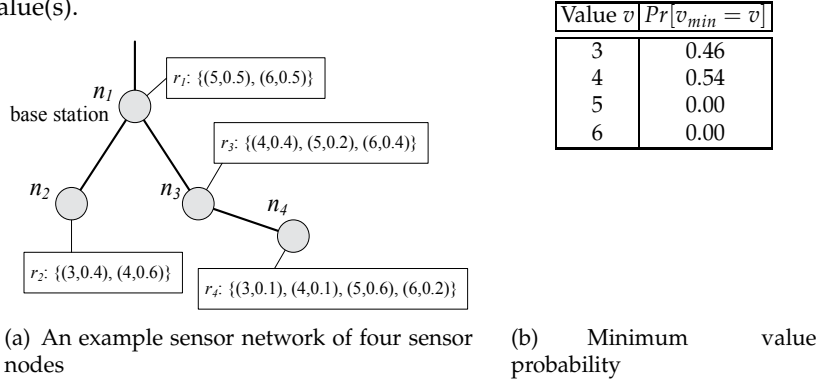 alue(s).
n1
base station
r1: {(5,0.5), (6,0.5)}
r3: {(4,0.4), (5,0.2), (6,0.4)}
n2
n3
n4
r2: {(3,0.4), (4,0.6)}
r4: {(3,0.1), (4,0.1), (5,0.6), (6,0.2)}
(a) An example sensor network of four sensor
nodes
Value v Pr[vmin = v]
3 0.46
4 0.54
5 0.00
6 0.00
(b) Minimum value
probability